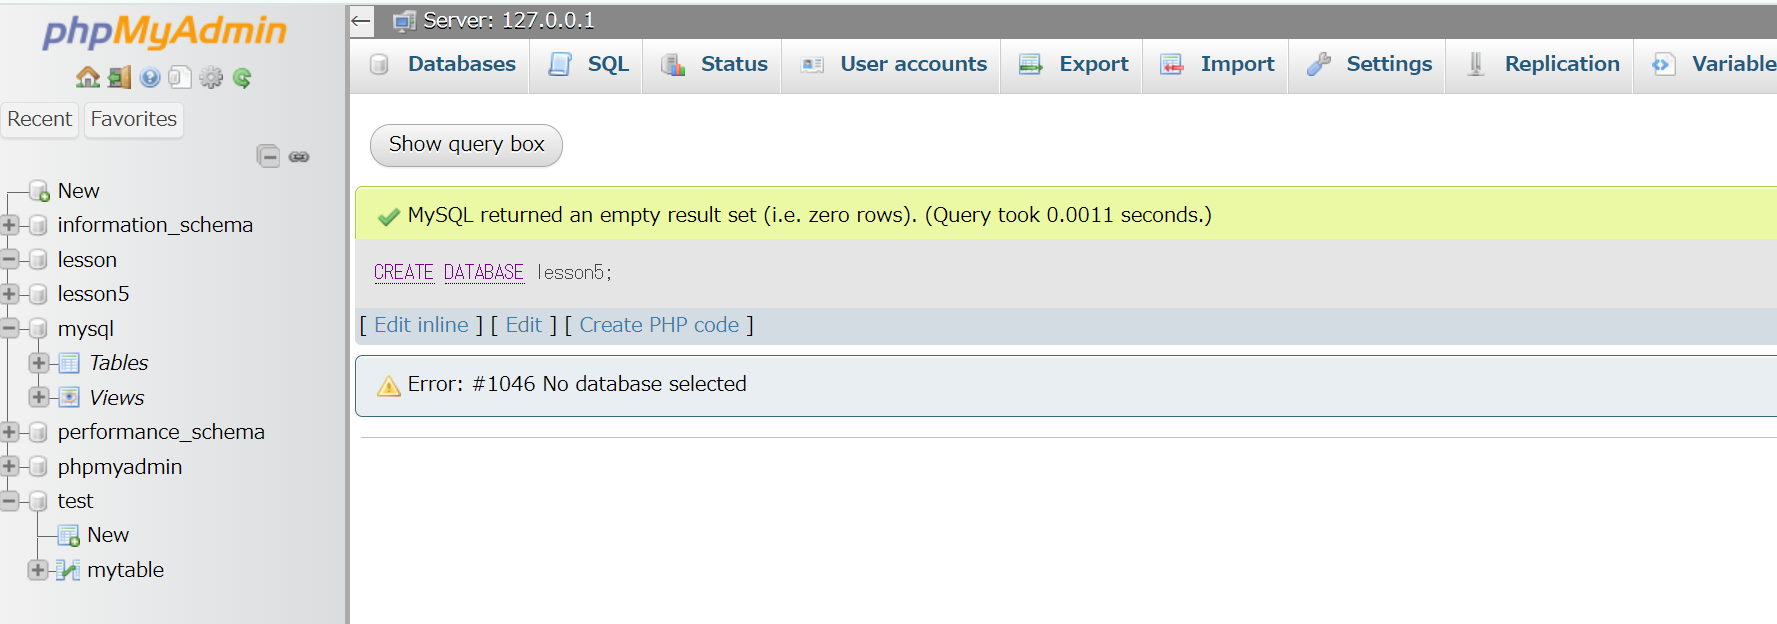 phpMyAdmin
Recent Favorites
New
information_schema
lesson
lesson5
mysql
Tables
Views
performance_schema
phpmyadmin
test
New
mytable
Server: 127.0.0.1
Databases SQL Status User accounts Export Import Settings Replication Variable
Show query box
MySQL returned an empty result set (i.e. zero rows). (Query took 0.0011 seconds.)
CREATE DATABASE lesson5;
[ Edit inline ] [ Edit ] [ Create PHP code ]
Error: #1046 No database selected